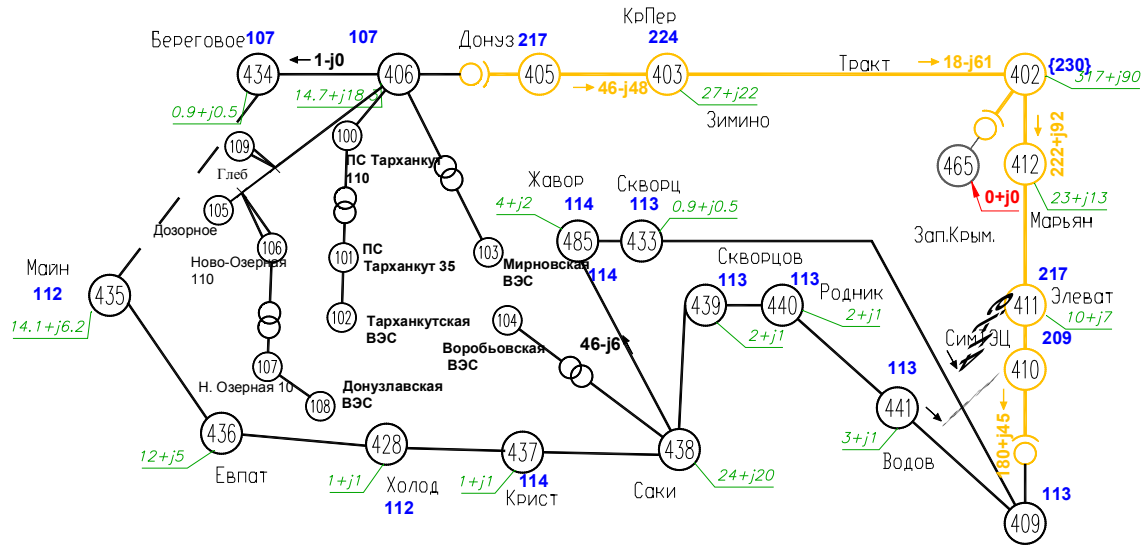 КрПер
Береговое 107
107
Донуз 217
224
1-j0
434
406
405
403
402
{230}
46-j48
Тракт
18-j61
317+j90
27+j22
Зимино
0.9+j0.5
14.7+j18.3
109
100
ПС Тарханкут
110
Глеб
105
Дозорное
106
Ново-Озерная
110
101
ПС
Тарханкут 35
103
Мирновская
ВЭС
102
Тарханкутская
ВЭС
107
Н. Озерная 10
108
Донузлавская
ВЭС
Жавор
114
4+j2
485
114
Скворц
113
0.9+j0.5
433
465
0+j0
Зап.Крым.
412
222+j92
23+j13
Марьян
Майн
112
435
14.1+j6.2
104
Воробьовская
ВЭС
46-j6
Скворцов
113
439
2+j1
113
440
Родник
2+j1
217
411
Элеват
10+j7
СимТЭЦ
209
410
180+j45
113
441
3+j1
Водов
436
12+j5
Евпат
428
1+j1
Холод
112
437
1+j1
114
Крист
438
Саки
24+j20
113
409